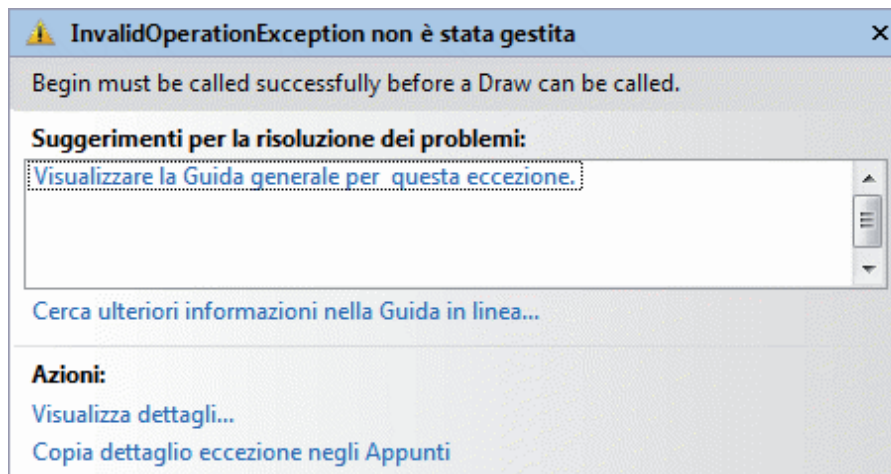 InvalidOperationException non è stata gestita
Begin must be called successfully before a Draw can be called.
Suggerimenti per la risoluzione dei problemi:
Visualizzare la Guida generale per questa eccezione.
Cerca ulteriori informazioni nella Guida in linea...
Azioni:
Visualizza dettagli...
Copia dettaglio eccezione negli Appunti